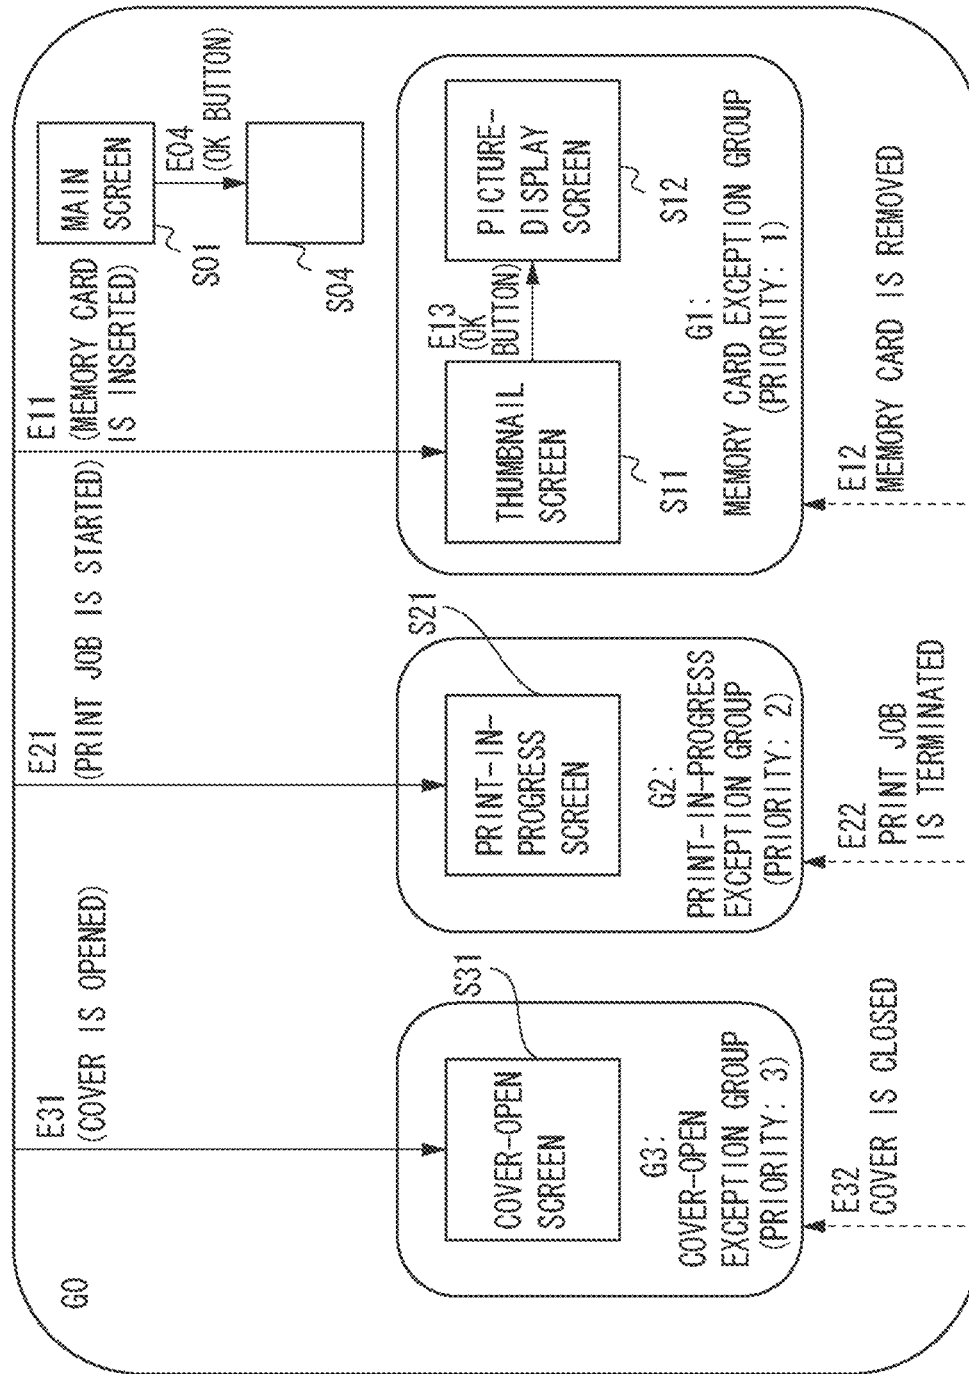 G0
E31
(COVER IS OPENED)
E21
(PRINT JOB IS STARTED)
E11
(MEMORY CARD
IS INSERTED)
MAIN
SCREEN
S01
E04
(OK BUTTON)
S04
COVER-OPEN
SCREEN
S31
G3:
COVER-OPEN
EXCEPTION GROUP
(PRIORITY: 3)
E32
COVER IS CLOSED
PRINT-IN-
PROGRESS
SCREEN
S21
G2:
PRINT-IN-PROGRESS
EXCEPTION GROUP
(PRIORITY: 2)
E22
PRINT JOB
IS TERMINATED
THUMBNAIL
SCREEN
S11
E13
(OK
BUTTON)
PICTURE-
DISPLAY
SCREEN
S12
G1:
MEMORY CARD EXCEPTION GROUP
(PRIORITY: 1)
E12
MEMORY CARD IS REMOVED